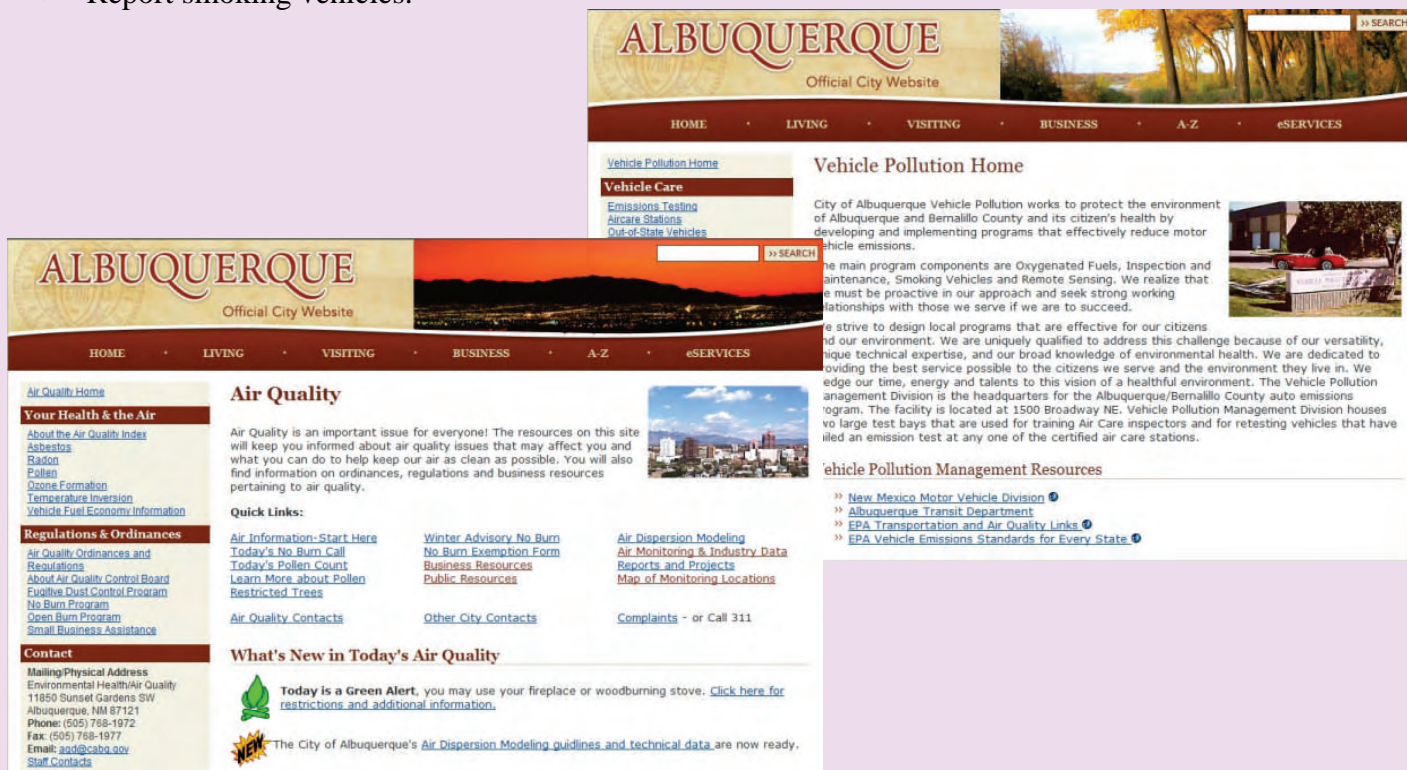 Report smoking vehicles.
ALBUQUERQUE
Official City Website
>> SEARCH
HOME · LIVING · VISITING · BUSINESS · A-Z · eSERVICES
Vehicle Pollution Home
Vehicle Care
Emissions Testing
Aircare Stations
Out-of-State Vehicles
Vehicle Pollution Home
City of Albuquerque Vehicle Pollution works to protect the environment
of Albuquerque and Bernalillo County and its citizen's health by
developing and implementing programs that effectively reduce motor
vehicle emissions.
he main program components are Oxygenated Fuels, Inspection and
aintenance, Smoking Vehicles and Remote Sensing. We realize that
e must be proactive in our approach and seek strong working
elationships with those we serve if we are to succeed.
e strive to design local programs that are effective for our citizens
nd our environment. We are uniquely qualified to address this challenge because of our versatility,
nique technical expertise, and our broad knowledge of environmental health. We are dedicated to
roviding the best service possible to the citizens we serve and the environment they live in. We
edge our time, energy and talents to this vision of a healthful environment. The Vehicle Pollution
anagement Division is the headquarters for the Albuquerque/Bernalillo County auto emissions
rogram. The facility is located at 1500 Broadway NE. Vehicle Pollution Management Division houses
wo large test bays that are used for training Air Care inspectors and for retesting vehicles that have
iled an emission test at any one of the certified air care stations.
Vehicle Pollution Management Resources
>> New Mexico Motor Vehicle Division
>> Albuquerque Transit Department
>> EPA Transportation and Air Quality Links
>> EPA Vehicle Emissions Standards for Every State
ALBUQUERQUE
Official City Website
>> SEARCH
HOME · LIVING · VISITING · BUSINESS · A-Z · eSERVICES
Air Quality Home
Your Health & the Air
About the Air Quality Index
Asbestos
Radon
Pollen
Ozone Formation
Temperature Inversion
Vehicle Fuel Economy Information
Regulations & Ordinances
Air Quality Ordinances and
Regulations
About Air Quality Control Board
Fugitive Dust Control Program
No Burn Program
Open Burn Program
Small Business Assistance
Contact
Mailing/Physical Address
Environmental Health/Air Quality
11850 Sunset Gardens SW
Albuquerque, NM 87121
Phone: (505) 768-1972
Fax: (505) 768-1977
Email: aqd@cabq.gov
Staff Contacts
Air Quality
Air Quality is an important issue for everyone! The resources on this site
will keep you informed about air quality issues that may affect you and
what you can do to help keep our air as clean as possible. You will also
find information on ordinances, regulations and business resources
pertaining to air quality.
Quick Links:
Air Information-Start Here
Today's No Burn Call
Today's Pollen Count
Learn More about Pollen
Restricted Trees
Winter Advisory No Burn
No Burn Exemption Form
Business Resources
Public Resources
Air Dispersion Modeling
Air Monitoring & Industry Data
Reports and Projects
Map of Monitoring Locations
Air Quality Contacts
Other City Contacts
Complaints - or Call 311
What's New in Today's Air Quality
Today is a Green Alert, you may use your fireplace or woodburning stove. Click here for
restrictions and additional information.
NEW
The City of Albuquerque's Air Dispersion Modeling guidlines and technical data are now ready.